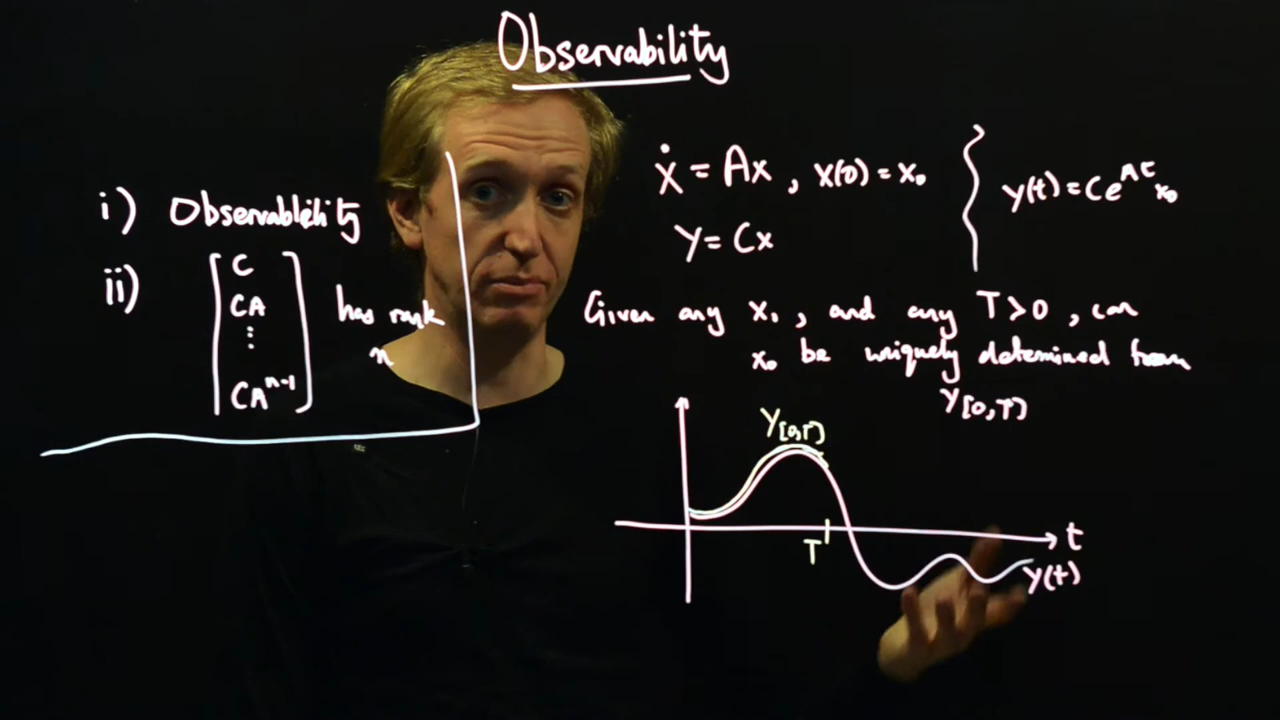 Observability
i) Observability
ii) [C
CA
⋮
CAⁿ⁻¹] has rank n
ẋ = Ax, x(0) = x₀
y = Cx
y(t) = Ce^{At}x₀
Given any x₀, and any T>0, can
x₀ be uniquely determined from
y[0,T]
y[0,T]
T
t
y(t)